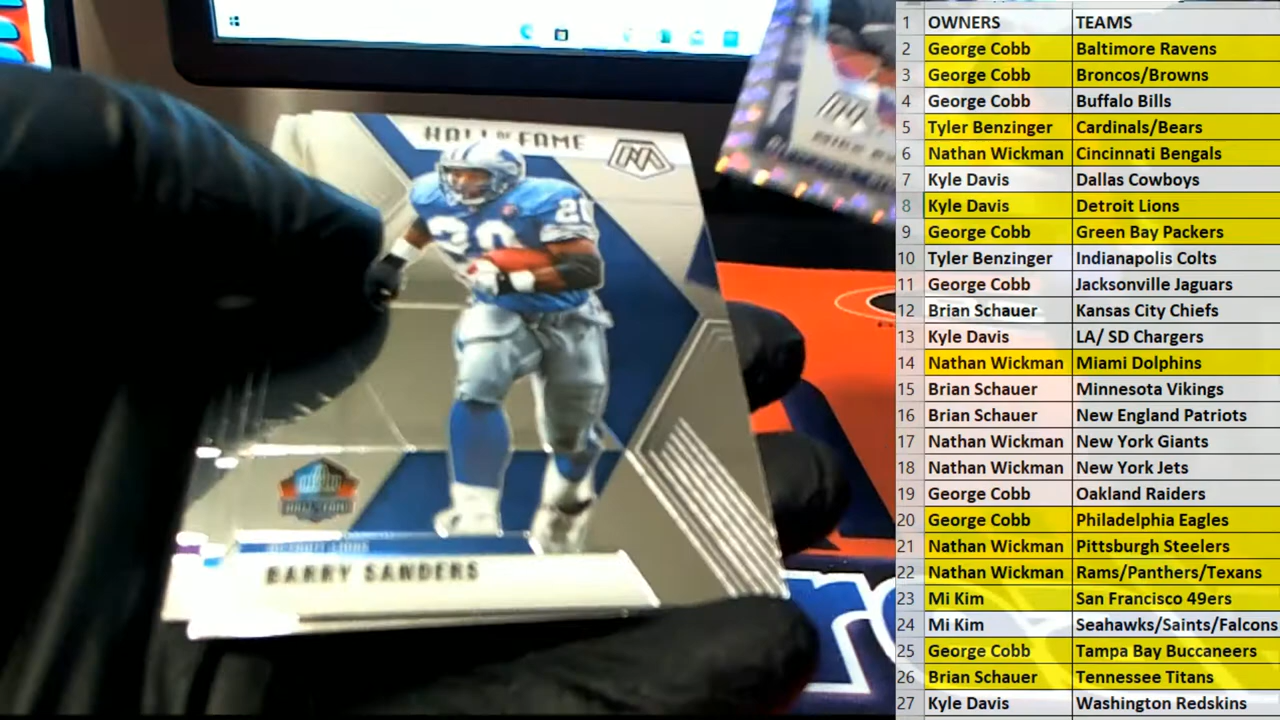 HALL OF FAME
BARRY SANDERS
DETROIT LIONS
20
20
1 OWNERS TEAMS
2 George Cobb Baltimore Ravens
3 George Cobb Broncos/Browns
4 George Cobb Buffalo Bills
5 Tyler Benzinger Cardinals/Bears
6 Nathan Wickman Cincinnati Bengals
7 Kyle Davis Dallas Cowboys
8 Kyle Davis Detroit Lions
9 George Cobb Green Bay Packers
10 Tyler Benzinger Indianapolis Colts
11 George Cobb Jacksonville Jaguars
12 Brian Schauer Kansas City Chiefs
13 Kyle Davis LA/ SD Chargers
14 Nathan Wickman Miami Dolphins
15 Brian Schauer Minnesota Vikings
16 Brian Schauer New England Patriots
17 Nathan Wickman New York Giants
18 Nathan Wickman New York Jets
19 George Cobb Oakland Raiders
20 George Cobb Philadelphia Eagles
21 Nathan Wickman Pittsburgh Steelers
22 Nathan Wickman Rams/Panthers/Texans
23 Mi Kim San Francisco 49ers
24 Mi Kim Seahawks/Saints/Falcons
25 George Cobb Tampa Bay Buccaneers
26 Brian Schauer Tennessee Titans
27 Kyle Davis Washington Redskins